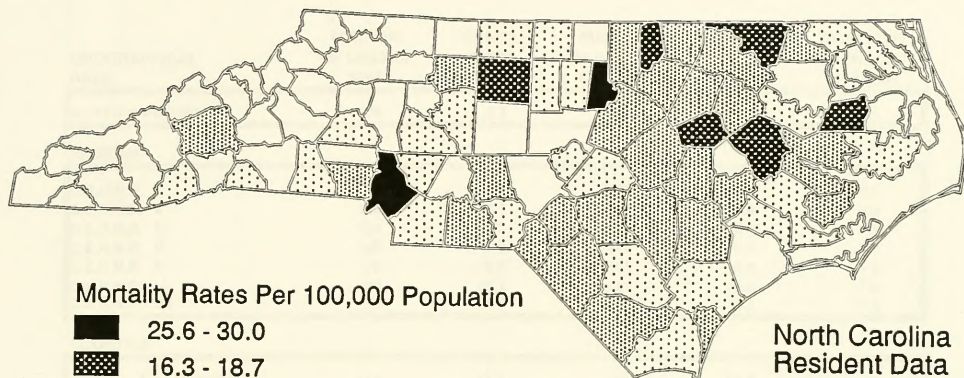 Mortality Rates Per 100,000 Population
25.6 - 30.0
16.3 - 18.7
North Carolina
Resident Data